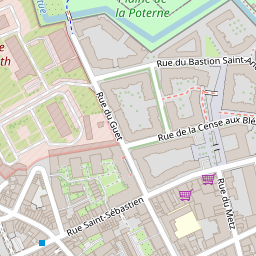 Plaine de
la Poterne
Rue du Bastion Saint-An
Rue du Guet
Rue de la Cense aux Blé
Rue Saint-Sébastien
Rue du Metz